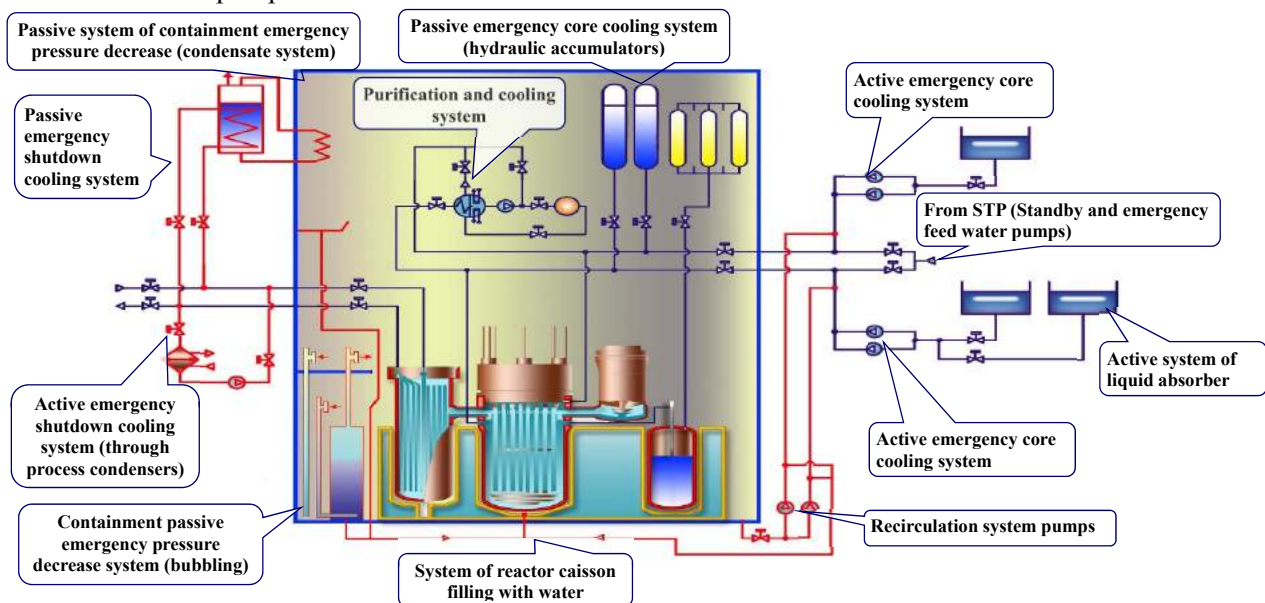 Passive system of containment emergency
pressure decrease (condensate system)
Passive emergency core cooling system
(hydraulic accumulators)
Active emergency core
cooling system
Purification and cooling
system
Passive
emergency
shutdown
cooling system
From STP (Standby and emergency
feed water pumps)
Active system of
liquid absorber
Active emergency
shutdown cooling
system (through
process condensers)
Active emergency core
cooling system
Containment passive
emergency pressure
decrease system (bubbling)
Recirculation system pumps
System of reactor caisson
filling with water